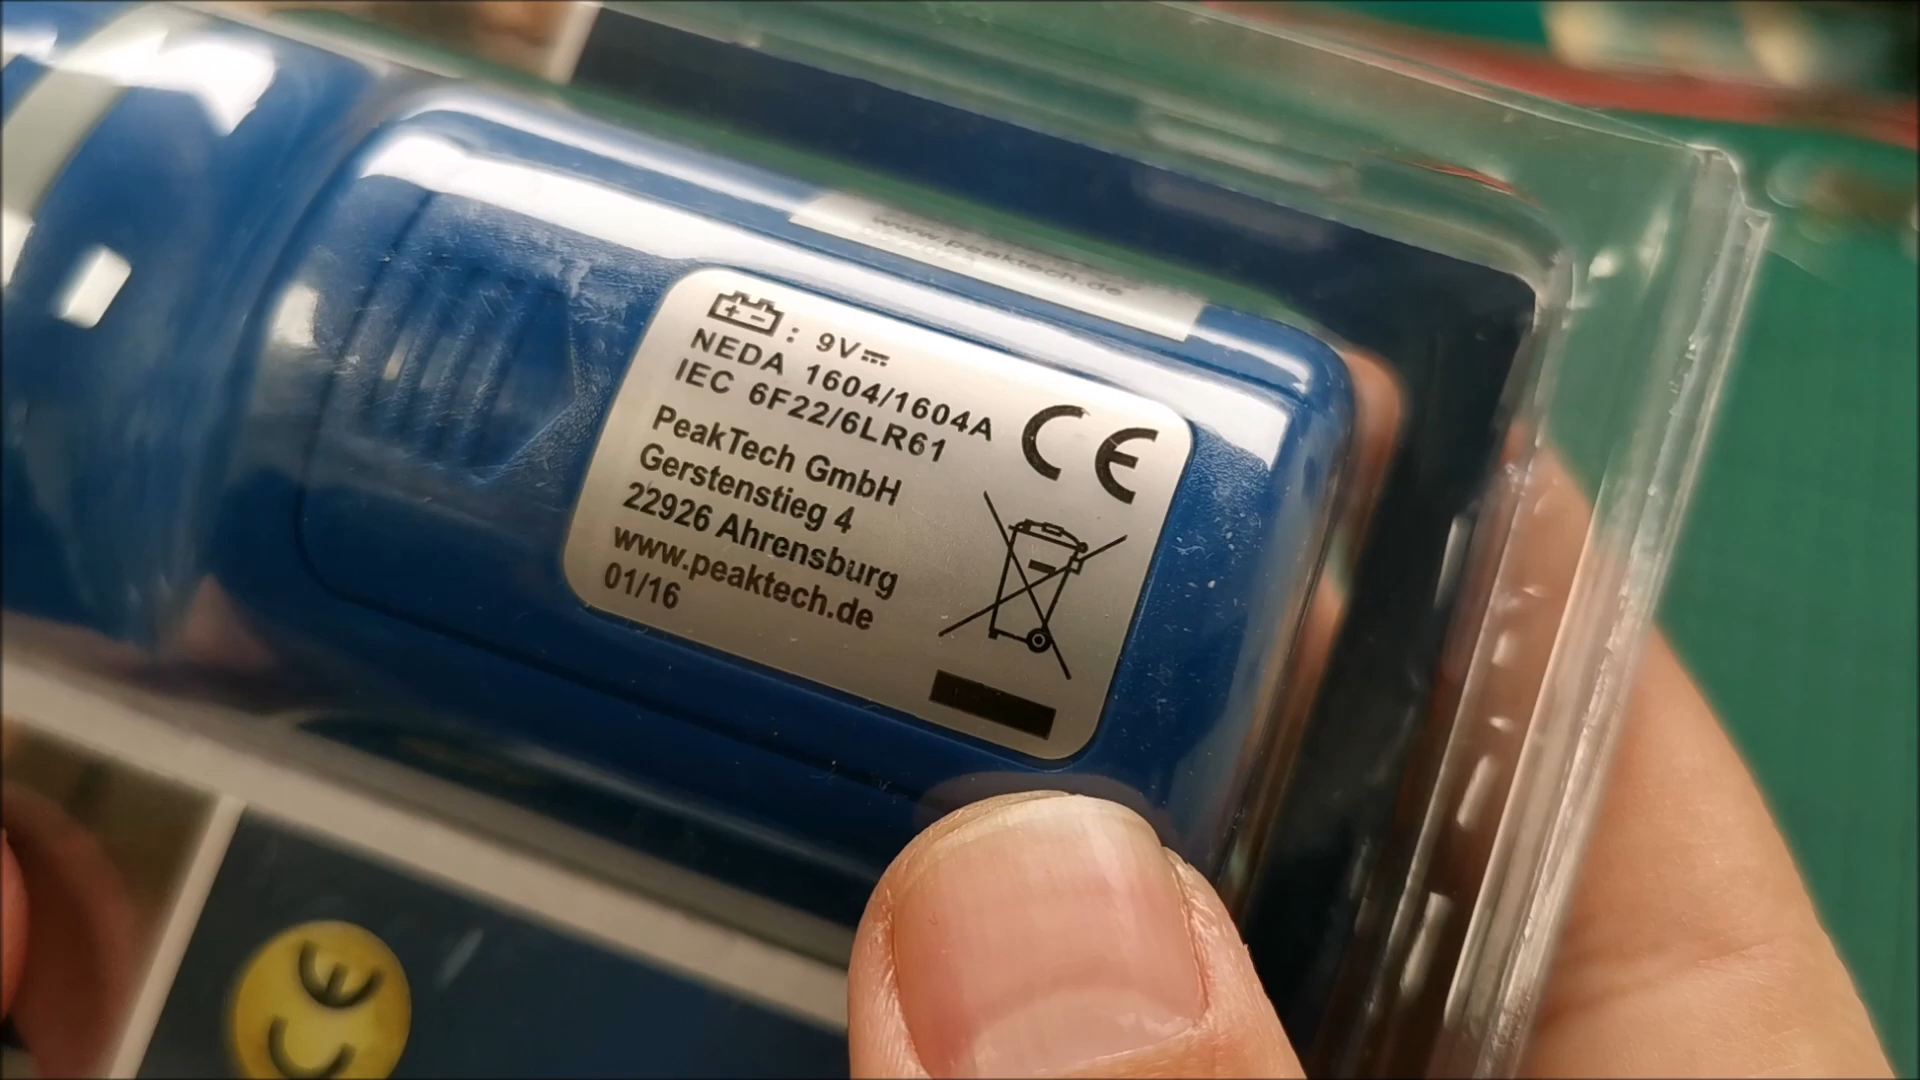 www.peaktech.de
: 9V
NEDA 1604/1604A
IEC 6F22/6LR61
CE
PeakTech GmbH
Gerstenstieg 4
22926 Ahrensburg
www.peaktech.de
01/16
CE